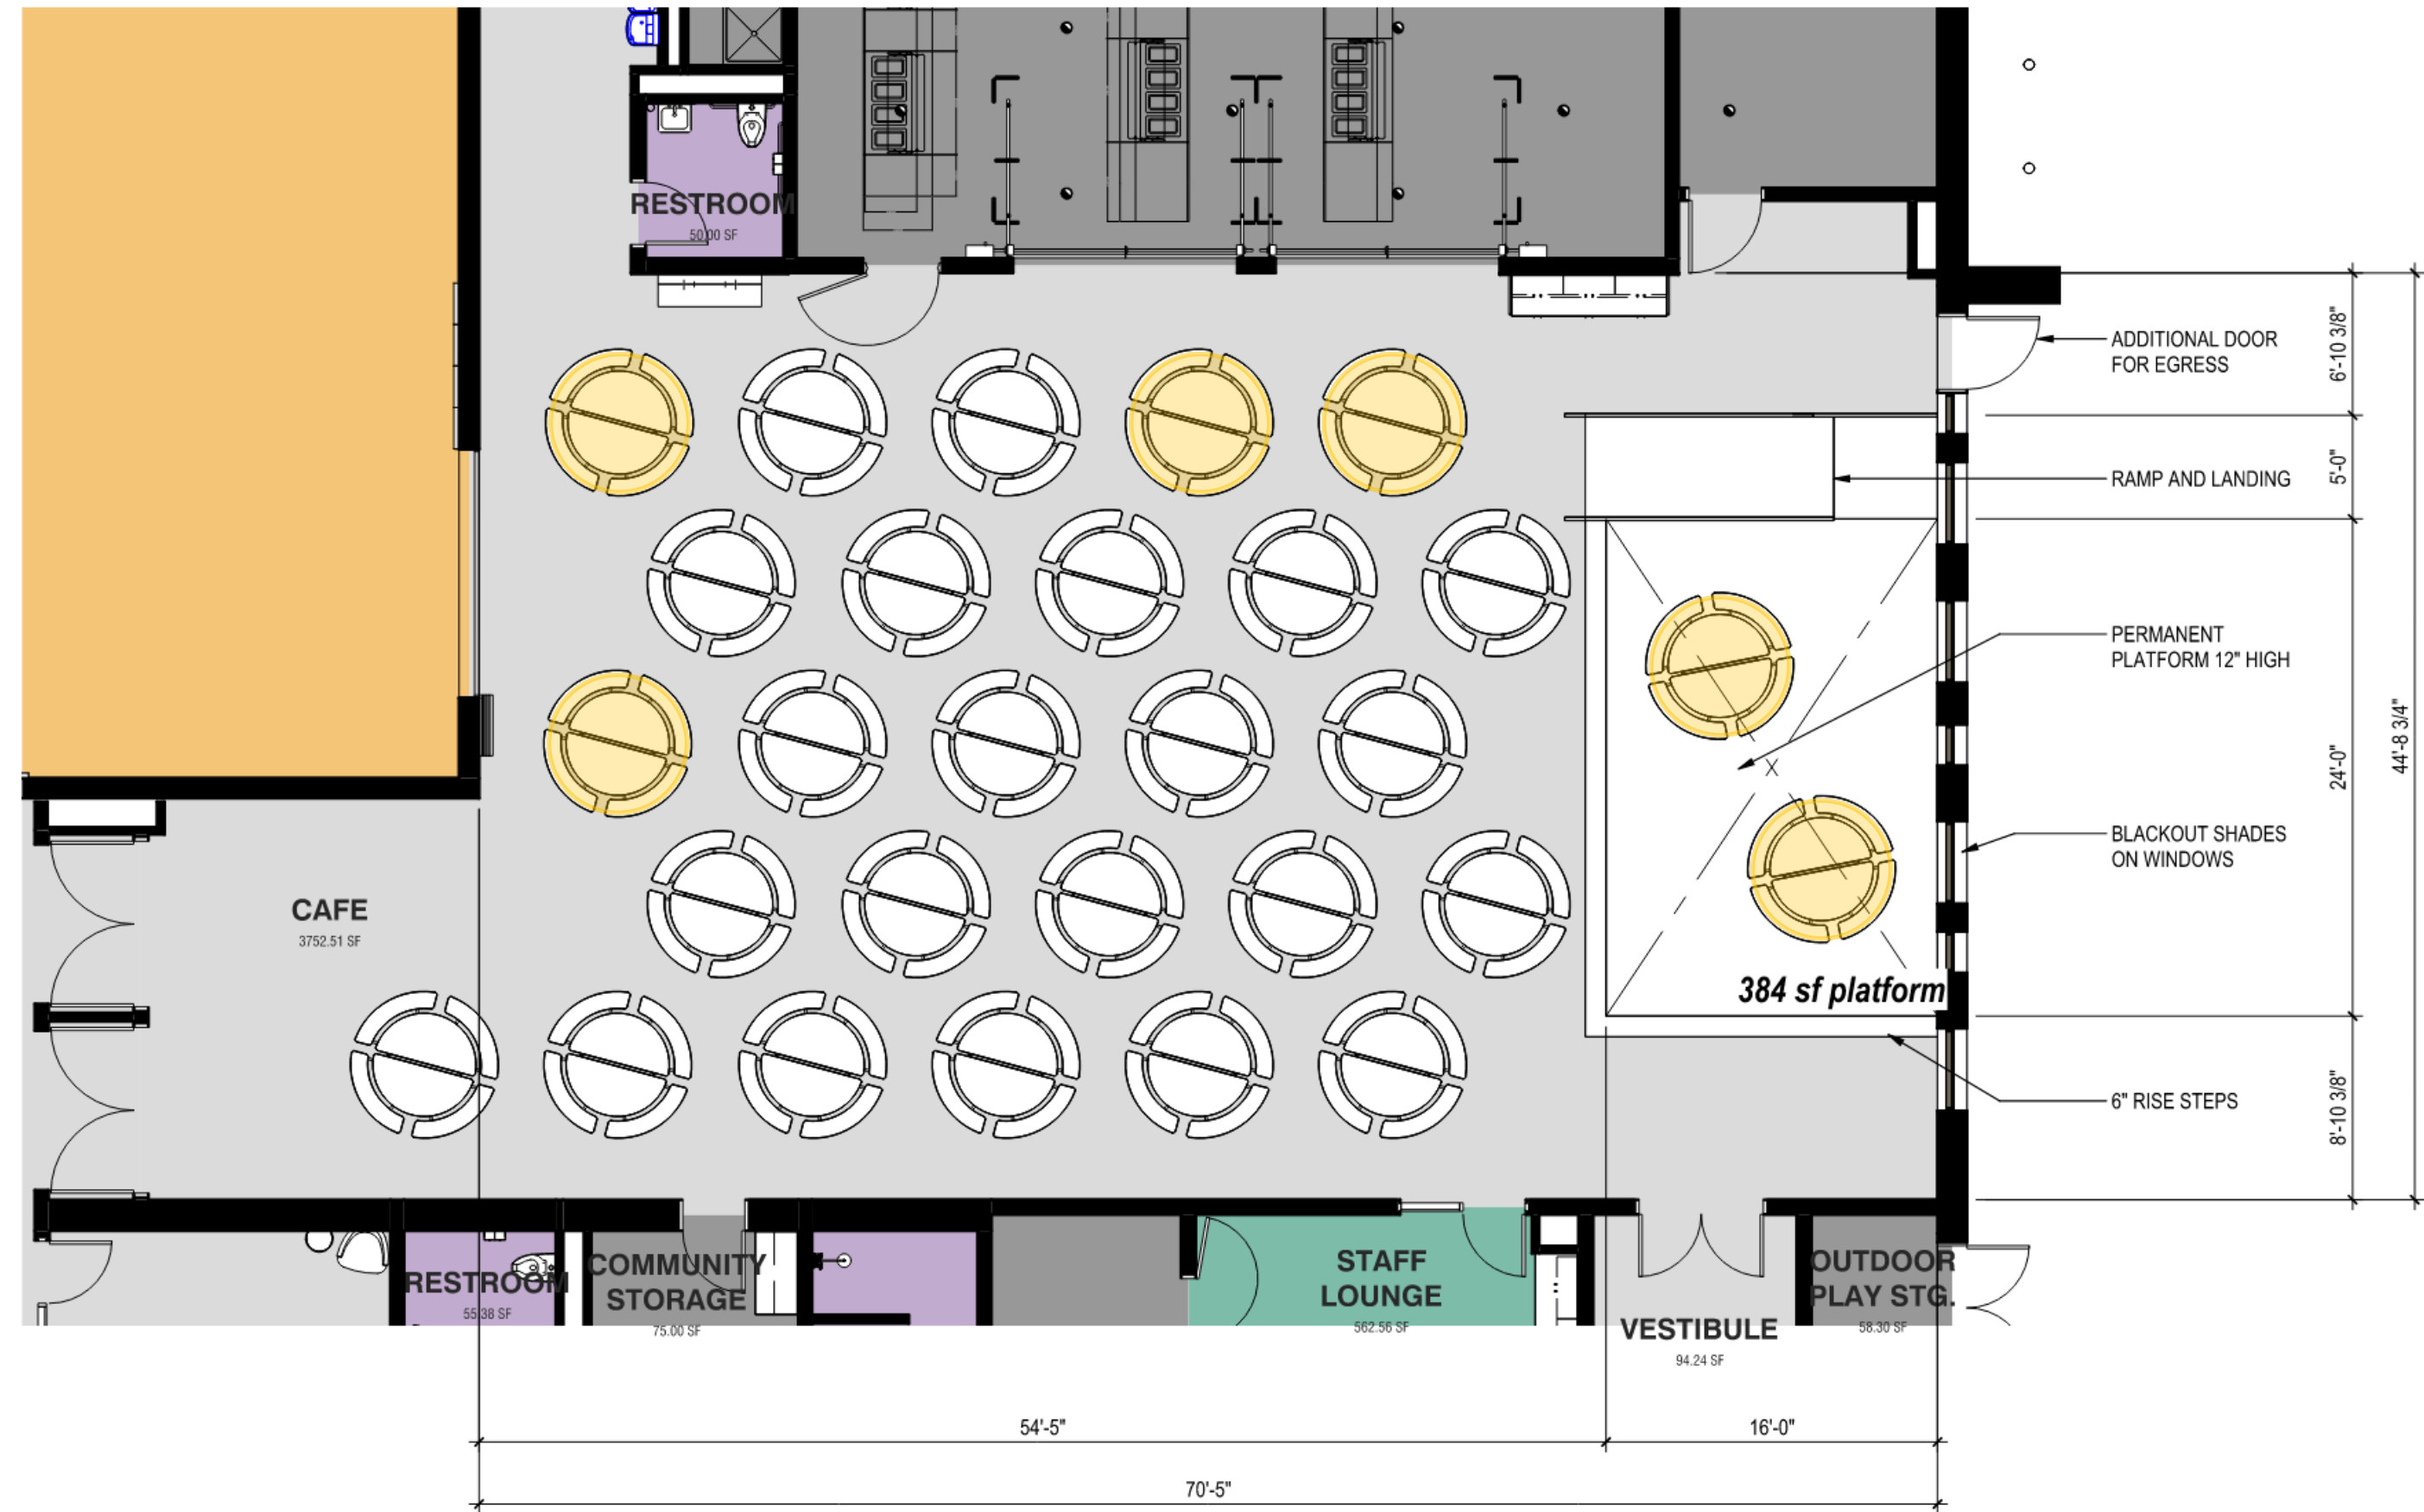 RESTROOM
50.00 SF
ADDITIONAL DOOR
FOR EGRESS
6'-10 3/8"
RAMP AND LANDING
5'-0"
PERMANENT
PLATFORM 12" HIGH
44'-8 3/4"
24'-0"
X
BLACKOUT SHADES
ON WINDOWS
CAFE
3752.51 SF
384 sf platform
6" RISE STEPS
8'-10 3/8"
RESTROOM
55.38 SF
COMMUNITY
STORAGE
75.00 SF
STAFF
LOUNGE
562.56 SF
VESTIBULE
94.24 SF
OUTDOOR
PLAY STG.
58.30 SF
54'-5"
16'-0"
70'-5"